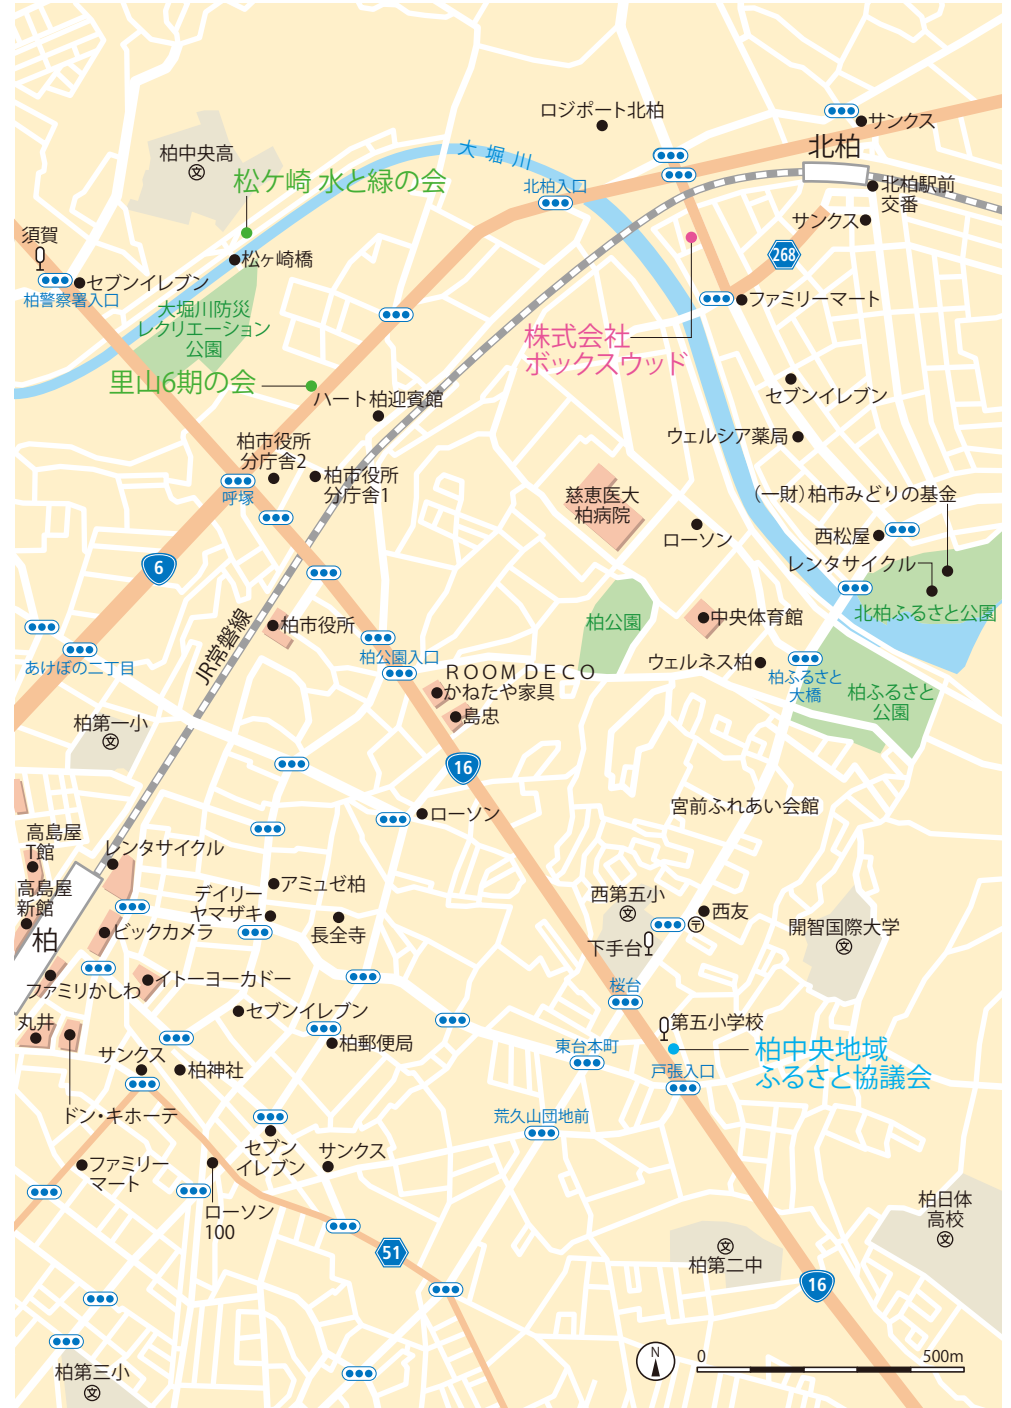 ロジポート北柏
サンクス
北柏
大堀川
柏中央高
文
松ケ崎 水と緑の会
北柏入口
北柏駅前
交番
サンクス
須賀
松ヶ崎橋
268
セブンイレブン
柏警察署入口
大堀川防災
レクリエーション
公園
ファミリーマート
株式会社
ボックスウッド
里山6期の会
ハート柏迎賓館
セブンイレブン
ウェルシア薬局
柏市役所
分庁舎2
柏市役所
分庁舎1
呼塚
慈恵医大
柏病院
(一財)柏市みどりの基金
ローソン
西松屋
6
レンタサイクル
北柏ふるさと公園
JR常磐線
柏市役所
柏公園
中央体育館
あけぼの二丁目
柏公園入口
ROOM DECO
かねたや家具
ウェルネス柏
柏ふるさと
大橋
柏ふるさと
公園
島忠
柏第一小
文
16
宮前ふれあい会館
ローソン
高島屋
T館
レンタサイクル
高島屋
新館
アミュゼ柏
デイリー
ヤマザキ
西第五小
文
西友
〒
開智国際大学
文
柏
ビックカメラ
長全寺
下手台
ファミリかしわ
イトーヨーカドー
桜台
セブンイレブン
丸井
第五小学校
柏郵便局
東台本町
柏中央地域
ふるさと協議会
サンクス
柏神社
戸張入口
ドン・キホーテ
荒久山団地前
セブン
イレブン
サンクス
ファミリー
マート
ローソン
100
柏日体
高校
文
51
文
柏第二中
16
N
0
500m
柏第三小
文